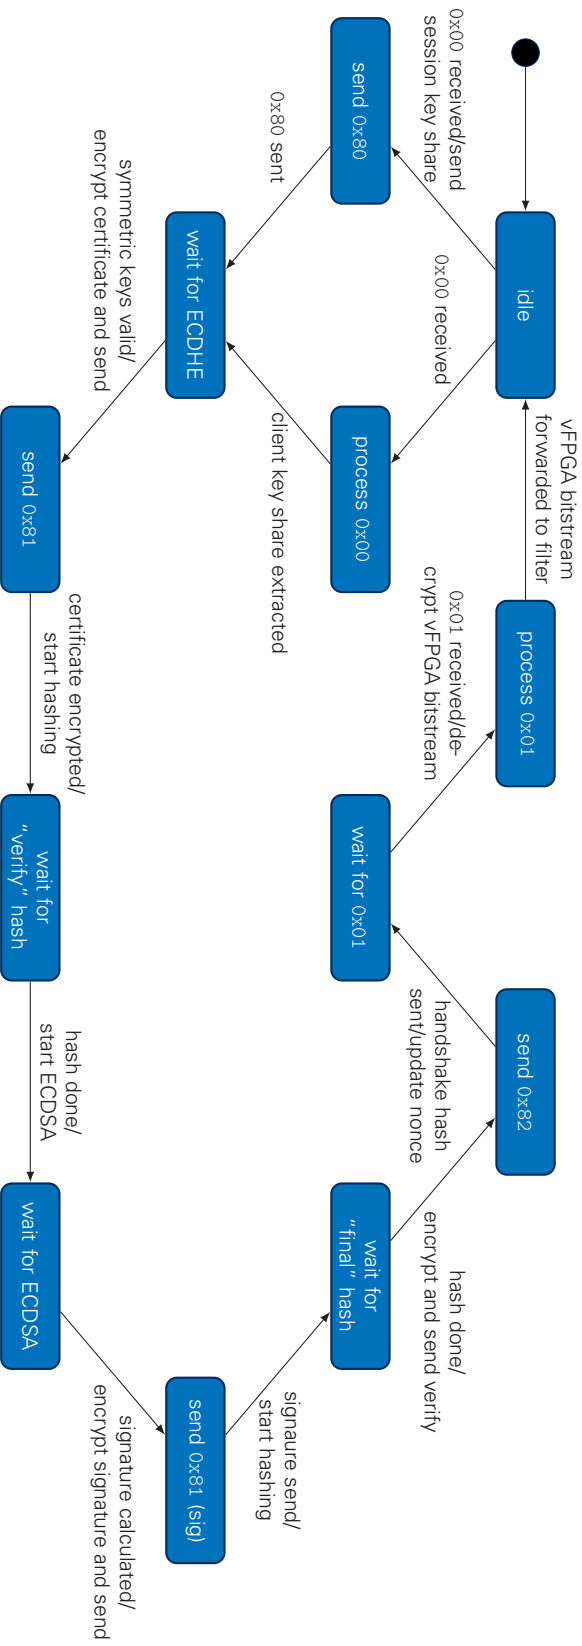 0x00 received/send
session key share
send 0x80
0x80 sent
idle
0x00 received
wait for ECDHE
symmetric keys valid/
encrypt certificate and send
process 0x00
client key share extracted
vFPGA bitstream
forwarded to filter
process 0x01
0x01 received/de-
crypt vFPGA bitstream
send 0x81
certificate encrypted/
start hashing
wait for
“verify” hash
wait for 0x01
hash done/
start ECDSA
handshake hash
sent/update nonce
send 0x82
wait for ECDSA
wait for
“final” hash
hash done/
encrypt and send verify
signature calculated/
encrypt signature and send
send 0x81 (sig)
signaure send/
start hashing